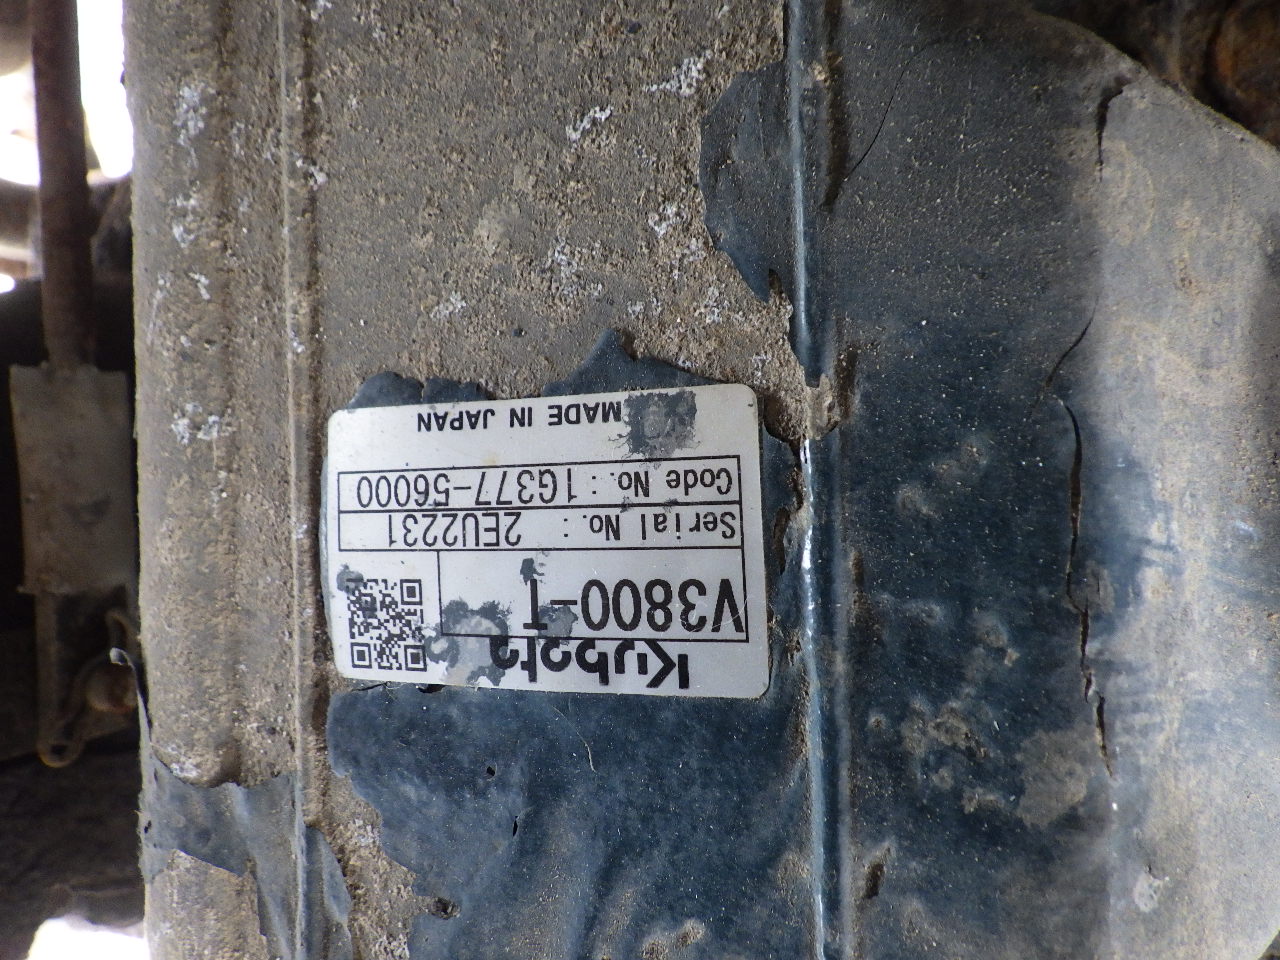 Kubota
V3800-T
Serial No. : 2EU2231
Code No. : 1G377-56000
MADE IN JAPAN